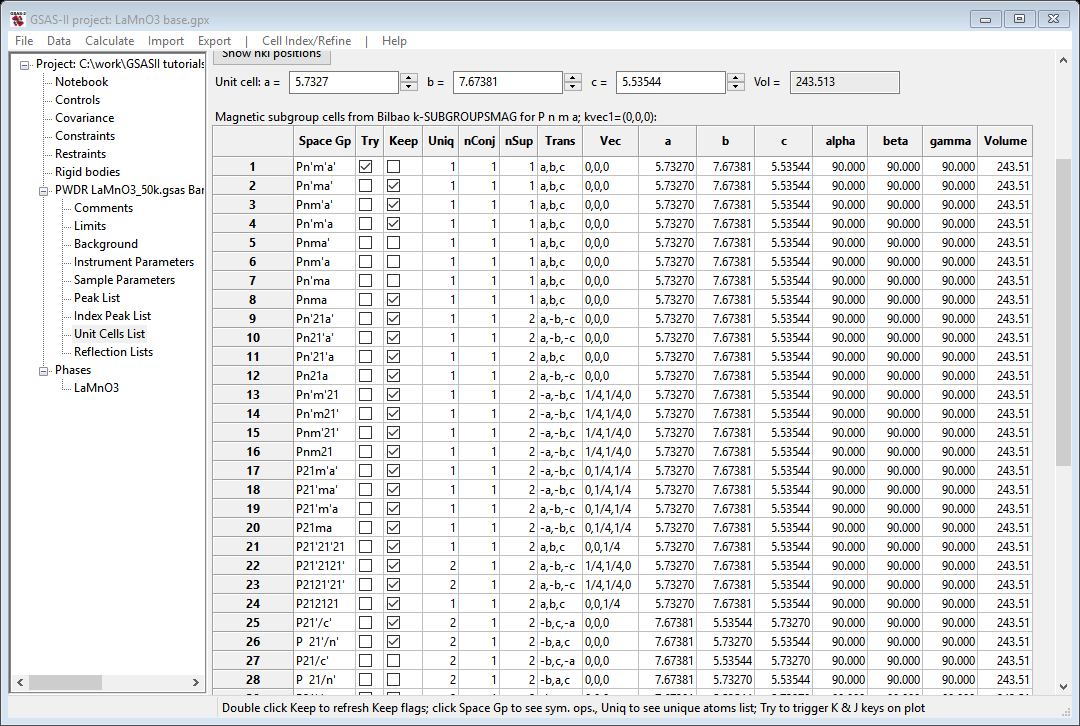 GSAS-II project: LaMnO3 base.gpx
File Data Calculate Import Export | Cell Index/Refine | Help
Project: C:\work\GSASII tutorials
Notebook
Controls
Covariance
Constraints
Restraints
Rigid bodies
PWDR LaMnO3_50k.gsas Ban
Comments
Limits
Background
Instrument Parameters
Sample Parameters
Peak List
Index Peak List
Unit Cells List
Reflection Lists
Phases
LaMnO3
Show hkl positions
Unit cell: a = 5.7327 b = 7.67381 c = 5.53544 Vol = 243.513
Magnetic subgroup cells from Bilbao k-SUBGROUPSMAG for P n m a; kvec1=(0,0,0):
Space Gp Try Keep Uniq nConj nSup Trans Vec a b c alpha beta gamma Volume
1 Pn'm'a' 1 1 1 a,b,c 0,0,0 5.73270 7.67381 5.53544 90.000 90.000 90.000 243.51
2 Pn'ma' 1 1 1 a,b,c 0,0,0 5.73270 7.67381 5.53544 90.000 90.000 90.000 243.51
3 Pnm'a' 1 1 1 a,b,c 0,0,0 5.73270 7.67381 5.53544 90.000 90.000 90.000 243.51
4 Pn'm'a 1 1 1 a,b,c 0,0,0 5.73270 7.67381 5.53544 90.000 90.000 90.000 243.51
5 Pnma' 1 1 1 a,b,c 0,0,0 5.73270 7.67381 5.53544 90.000 90.000 90.000 243.51
6 Pnm'a 1 1 1 a,b,c 0,0,0 5.73270 7.67381 5.53544 90.000 90.000 90.000 243.51
7 Pn'ma 1 1 1 a,b,c 0,0,0 5.73270 7.67381 5.53544 90.000 90.000 90.000 243.51
8 Pnma 1 1 1 a,b,c 0,0,0 5.73270 7.67381 5.53544 90.000 90.000 90.000 243.51
9 Pn'21a' 1 1 2 a,-b,-c 0,0,0 5.73270 7.67381 5.53544 90.000 90.000 90.000 243.51
10 Pn21'a' 1 1 2 a,-b,-c 0,0,0 5.73270 7.67381 5.53544 90.000 90.000 90.000 243.51
11 Pn'21'a 1 1 2 a,b,c 0,0,0 5.73270 7.67381 5.53544 90.000 90.000 90.000 243.51
12 Pn21a 1 1 2 a,-b,-c 0,0,0 5.73270 7.67381 5.53544 90.000 90.000 90.000 243.51
13 Pn'm'21 1 1 2 -a,-b,c 1/4,1/4,0 5.73270 7.67381 5.53544 90.000 90.000 90.000 243.51
14 Pn'm21' 1 1 2 -a,-b,c 1/4,1/4,0 5.73270 7.67381 5.53544 90.000 90.000 90.000 243.51
15 Pnm'21' 1 1 2 -a,-b,c 1/4,1/4,0 5.73270 7.67381 5.53544 90.000 90.000 90.000 243.51
16 Pnm21 1 1 2 -a,-b,c 1/4,1/4,0 5.73270 7.67381 5.53544 90.000 90.000 90.000 243.51
17 P21m'a' 1 1 2 -a,-b,c 0,1/4,1/4 5.73270 7.67381 5.53544 90.000 90.000 90.000 243.51
18 P21'ma' 1 1 2 -a,-b,c 0,1/4,1/4 5.73270 7.67381 5.53544 90.000 90.000 90.000 243.51
19 P21'm'a 1 1 2 a,-b,-c 0,1/4,1/4 5.73270 7.67381 5.53544 90.000 90.000 90.000 243.51
20 P21ma 1 1 2 -a,-b,c 0,1/4,1/4 5.73270 7.67381 5.53544 90.000 90.000 90.000 243.51
21 P21'21'21 1 1 2 a,b,c 0,0,1/4 5.73270 7.67381 5.53544 90.000 90.000 90.000 243.51
22 P21'2121' 2 1 2 a,-b,-c 1/4,1/4,0 5.73270 7.67381 5.53544 90.000 90.000 90.000 243.51
23 P2121'21' 2 1 2 a,-b,-c 1/4,1/4,0 5.73270 7.67381 5.53544 90.000 90.000 90.000 243.51
24 P212121 1 1 2 a,b,c 0,0,1/4 5.73270 7.67381 5.53544 90.000 90.000 90.000 243.51
25 P21'/c' 2 1 2 -b,c,-a 0,0,0 7.67381 5.53544 5.73270 90.000 90.000 90.000 243.51
26 P 21'/n' 2 1 2 -b,a,c 0,0,0 7.67381 5.73270 5.53544 90.000 90.000 90.000 243.51
27 P21/c' 2 1 2 -b,c,-a 0,0,0 7.67381 5.53544 5.73270 90.000 90.000 90.000 243.51
28 P 21/n' 2 1 2 -b,a,c 0,0,0 7.67381 5.73270 5.53544 90.000 90.000 90.000 243.51
Double click Keep to refresh Keep flags; click Space Gp to see sym. ops., Uniq to see unique atoms list; Try to trigger K & J keys on plot